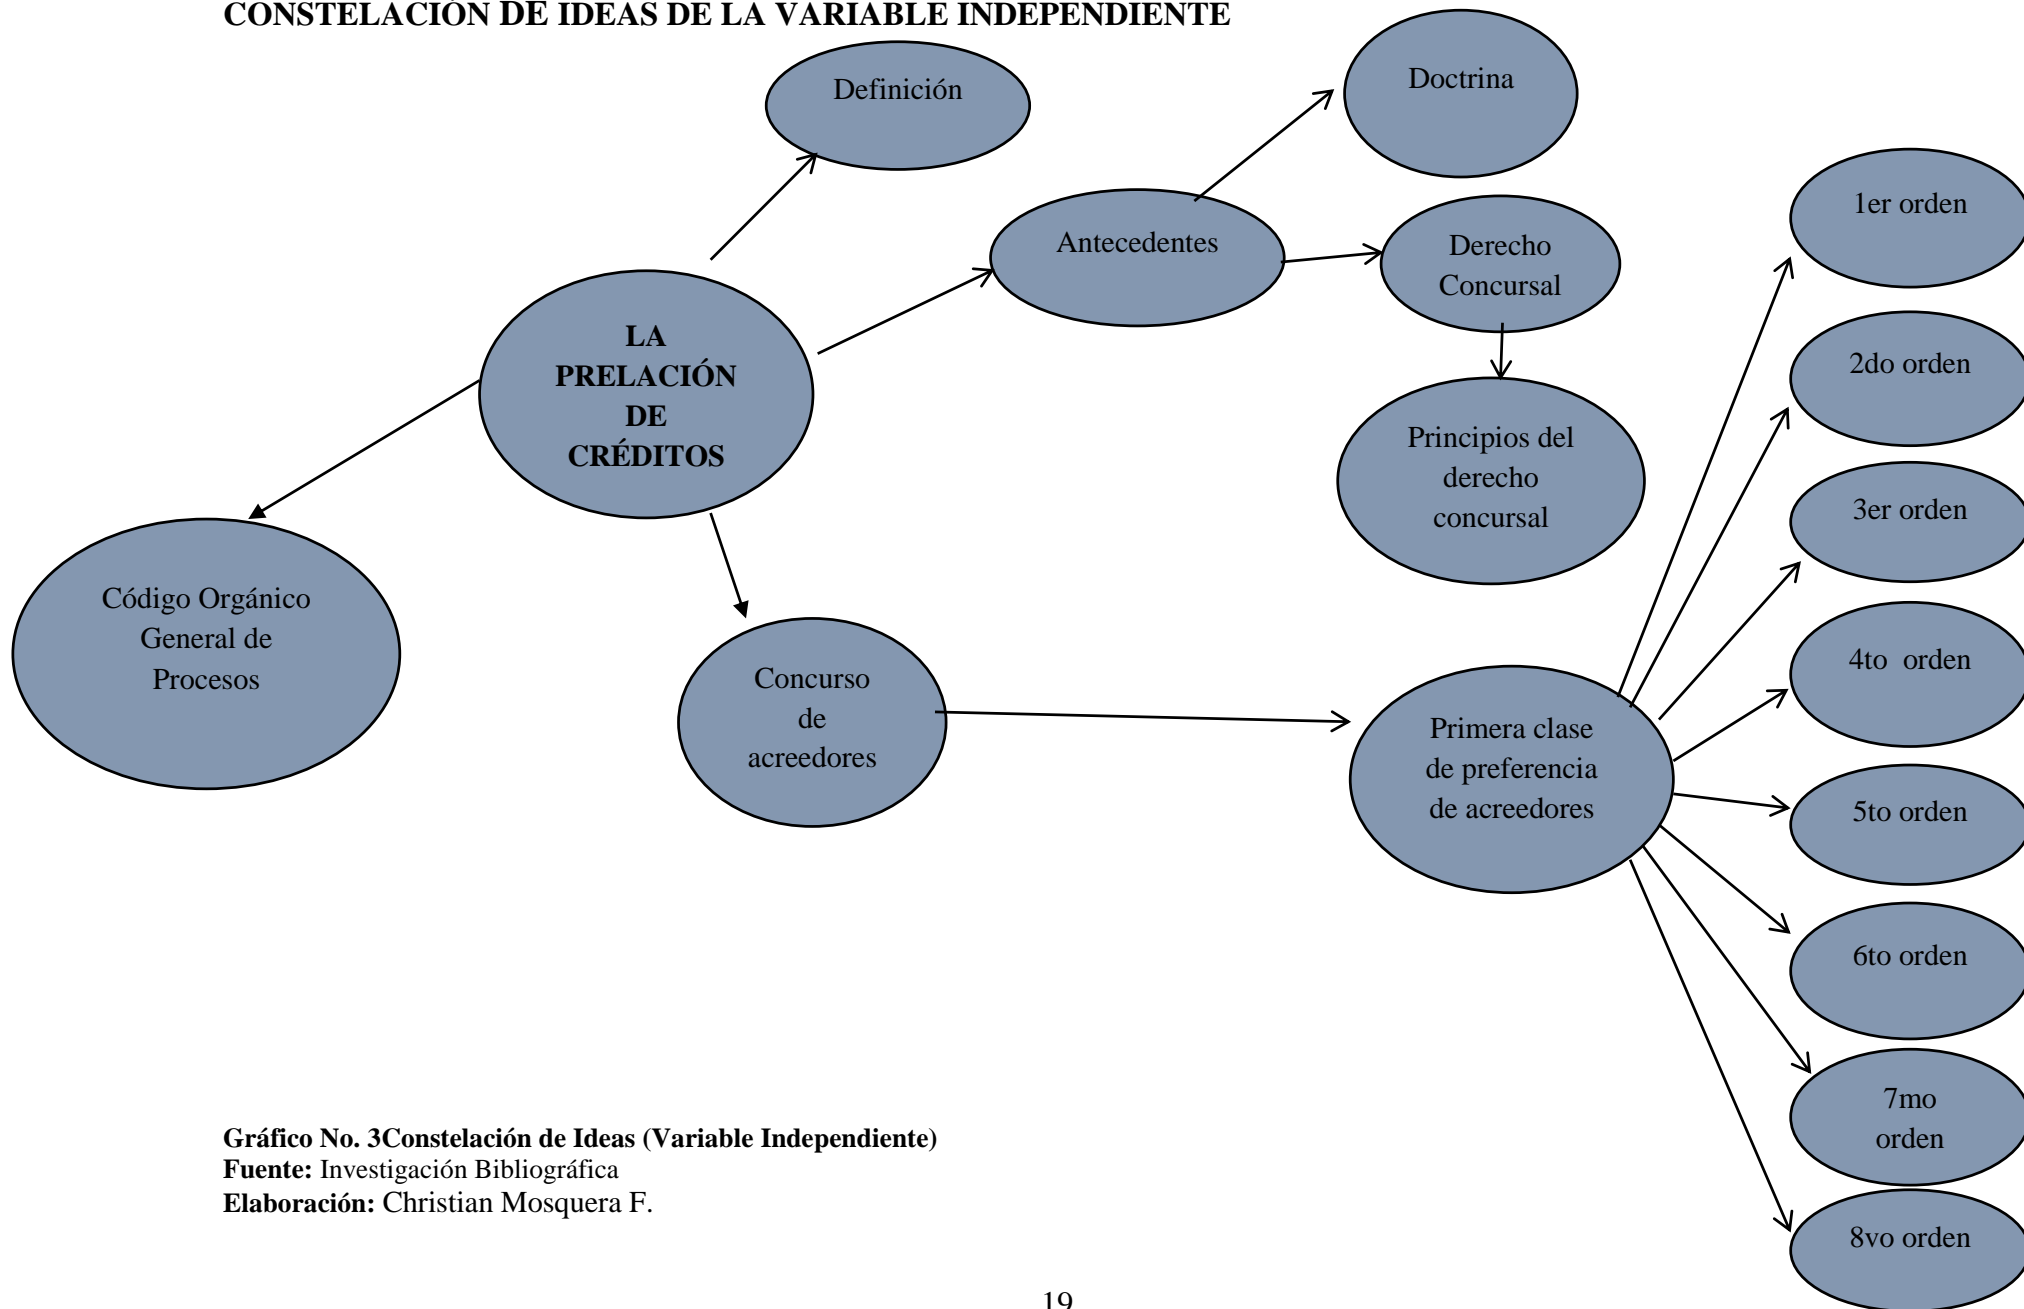 CONSTELACIÓN DE IDEAS DE LA VARIABLE INDEPENDIENTE
Definición
Doctrina
Antecedentes
Derecho
Concursal
Principios del
derecho
concursal
LA
PRELACIÓN
DE
CRÉDITOS
Código Orgánico
General de
Procesos
Concurso
de
acreedores
Primera clase
de preferencia
de acreedores
1er orden
2do orden
3er orden
4to  orden
5to orden
6to orden
7mo
orden
8vo orden
Gráfico No. 3Constelación de Ideas (Variable Independiente)
Fuente: Investigación Bibliográfica
Elaboración: Christian Mosquera F.
19